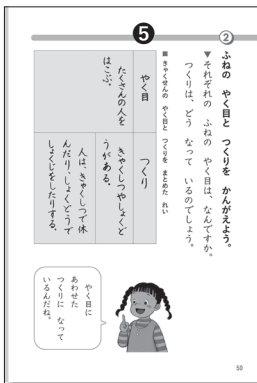 ②
ふねの やく目と つくりを かんがえよう。
▼それぞれの ふねの やく目は、なんですか。
つくりは、どう なって いるのでしょう。
5
■ きゃくせんの やく目と つくりを まとめた れい
やく目
つくり
たくさんの人を
はこぶ。
きゃくしつやしょくど
うがある。
人は、きゃくしつで休
んだり、しょくどうで
しょくじをしたりする。
やく目に
あわせた
つくりに なって
いるんだね。
50